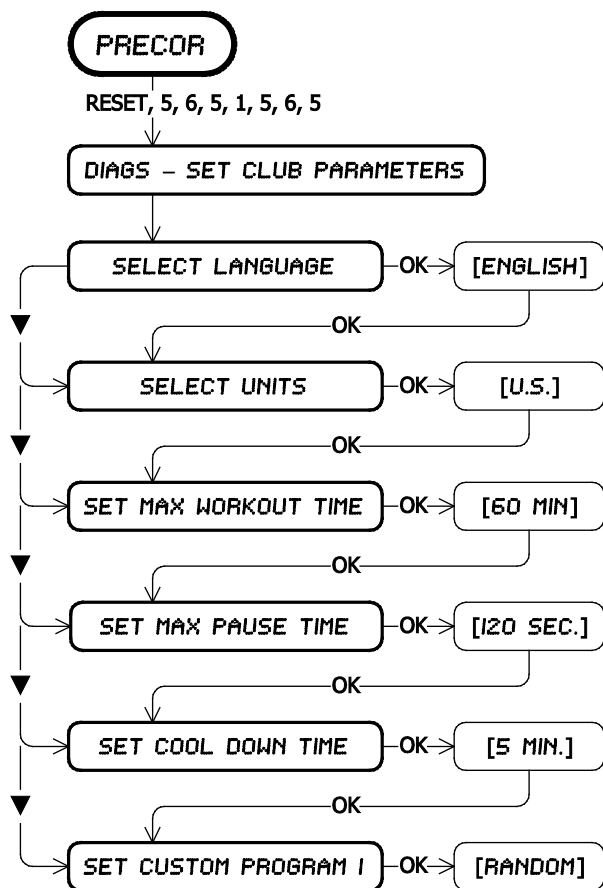 PRECOR
RESET, 5, 6, 5, 1, 5, 6, 5
DIAGS - SET CLUB PARAMETERS
SELECT LANGUAGE OK [ENGLISH]
OK
SELECT UNITS OK [U.S.]
OK
SET MAX WORKOUT TIME OK [60 MIN]
OK
SET MAX PAUSE TIME OK [120 SEC.]
OK
SET COOL DOWN TIME OK [5 MIN.]
OK
SET CUSTOM PROGRAM 1 OK [RANDOM]